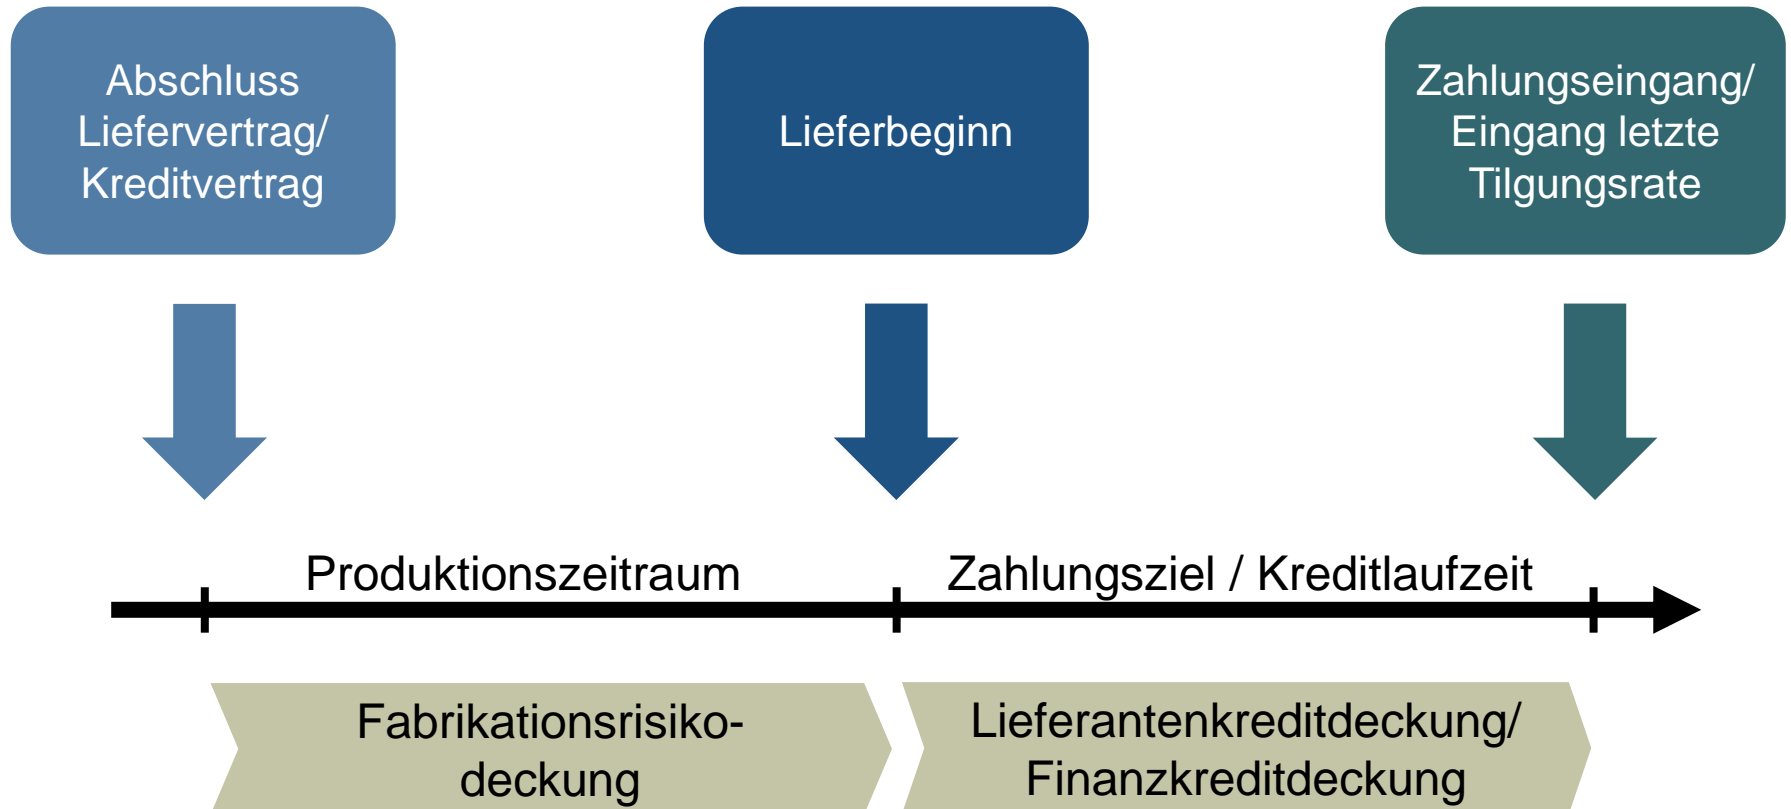 Abschluss
Liefervertrag/
Kreditvertrag
Lieferbeginn
Zahlungseingang/
Eingang letzte
Tilgungsrate
Produktionszeitraum
Zahlungsziel / Kreditlaufzeit
Fabrikationsrisiko-
deckung
Lieferantenkreditdeckung/
Finanzkreditdeckung